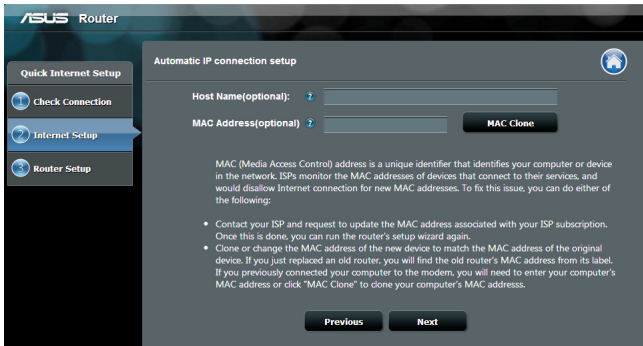 ASUS Router
Quick Internet Setup
1 Check Connection
2 Internet Setup
3 Router Setup
Automatic IP connection setup
Host Name(optional): ?
MAC Address(optional) ?
MAC Clone
MAC (Media Access Control) address is a unique identifier that identifies your computer or device
in the network. ISPs monitor the MAC addresses of devices that connect to their services, and
would disallow Internet connection for new MAC addresses. To fix this issue, you can do either of
the following:
• Contact your ISP and request to update the MAC address associated with your ISP subscription.
Once this is done, you can run the router's setup wizard again.
• Clone or change the MAC address of the new device to match the MAC address of the original
device. If you just replaced an old router, you will find the old router's MAC address from its label.
If you previously connected your computer to the modem, you will need to enter your computer's
MAC address or click "MAC Clone" to clone your computer's MAC addresss.
Previous
Next